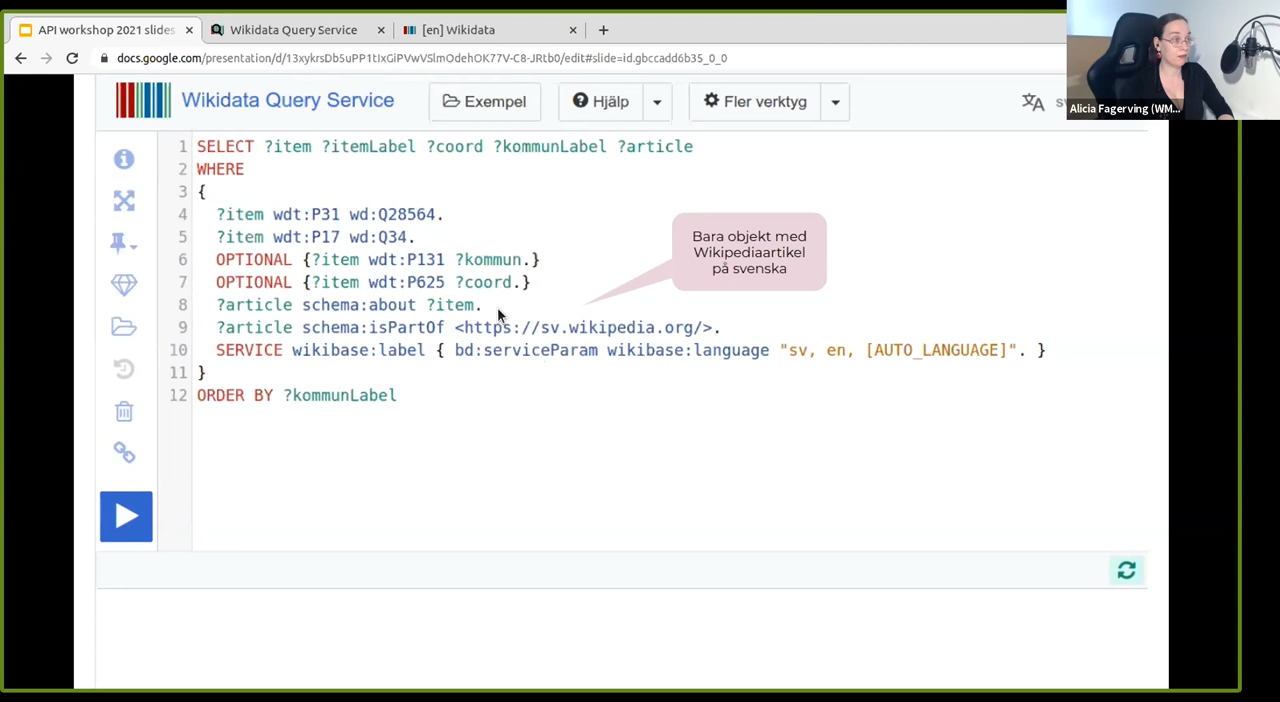 API workshop 2021 slides
Wikidata Query Service
[en] Wikidata
docs.google.com/presentation/d/13xykrsDb5uPP1tIxGiPVwVSlmOdehOK77V-C8-JRtb0/edit#slide=id.gbccadd6b35_0_0
Alicia Fagerving (WM...
Wikidata Query Service
Exempel
Hjälp
Fler verktyg
1 SELECT ?item ?itemLabel ?coord ?kommunLabel ?article
2 WHERE
3 {
4 ?item wdt:P31 wd:Q28564.
5 ?item wdt:P17 wd:Q34.
6 OPTIONAL {?item wdt:P131 ?kommun.}
7 OPTIONAL {?item wdt:P625 ?coord.}
8 ?article schema:about ?item.
9 ?article schema:isPartOf <https://sv.wikipedia.org/>.
10 SERVICE wikibase:label { bd:serviceParam wikibase:language "sv, en, [AUTO_LANGUAGE]". }
11 }
12 ORDER BY ?kommunLabel
Bara objekt med
Wikipediaartikel
på svenska